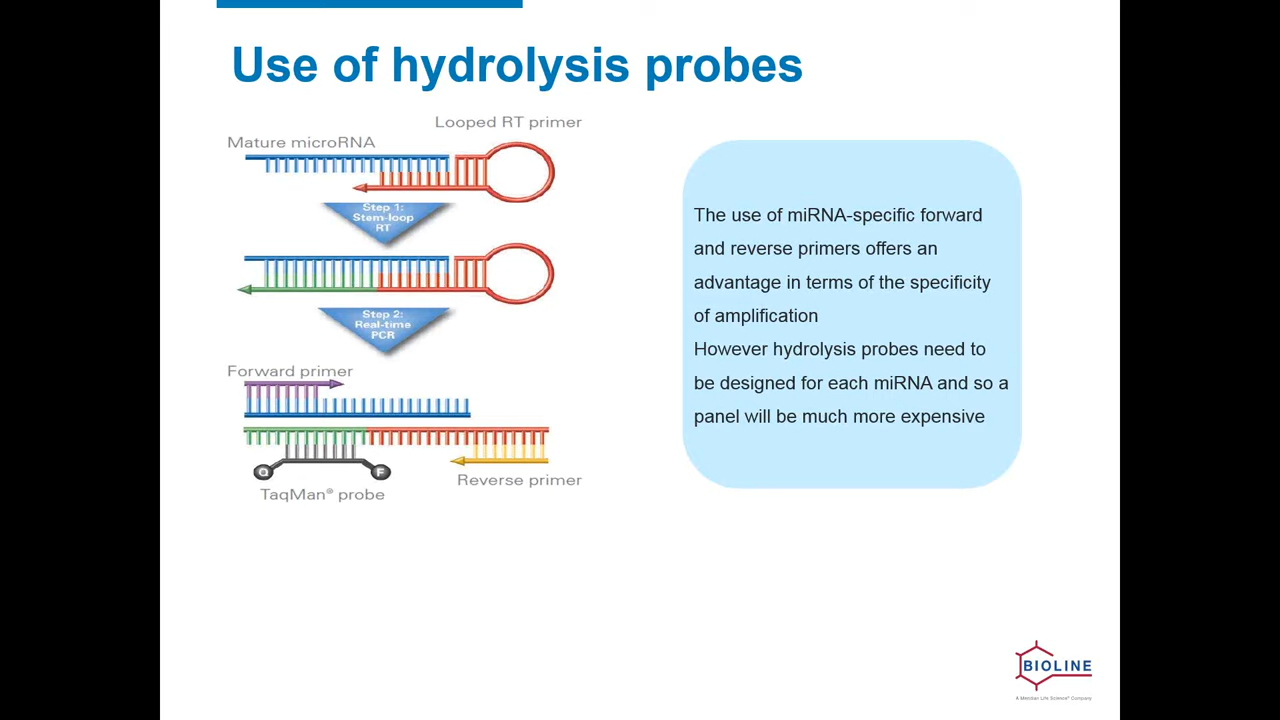 Use of hydrolysis probes
Looped RT primer
Mature microRNA
Step 1:
Stem-loop
RT
Step 2:
Real-time
PCR
Forward primer
Q
F
TaqMan® probe
Reverse primer
The use of miRNA-specific forward
and reverse primers offers an
advantage in terms of the specificity
of amplification
However hydrolysis probes need to
be designed for each miRNA and so a
panel will be much more expensive
BIOLINE
A Meridian Life Science® Company